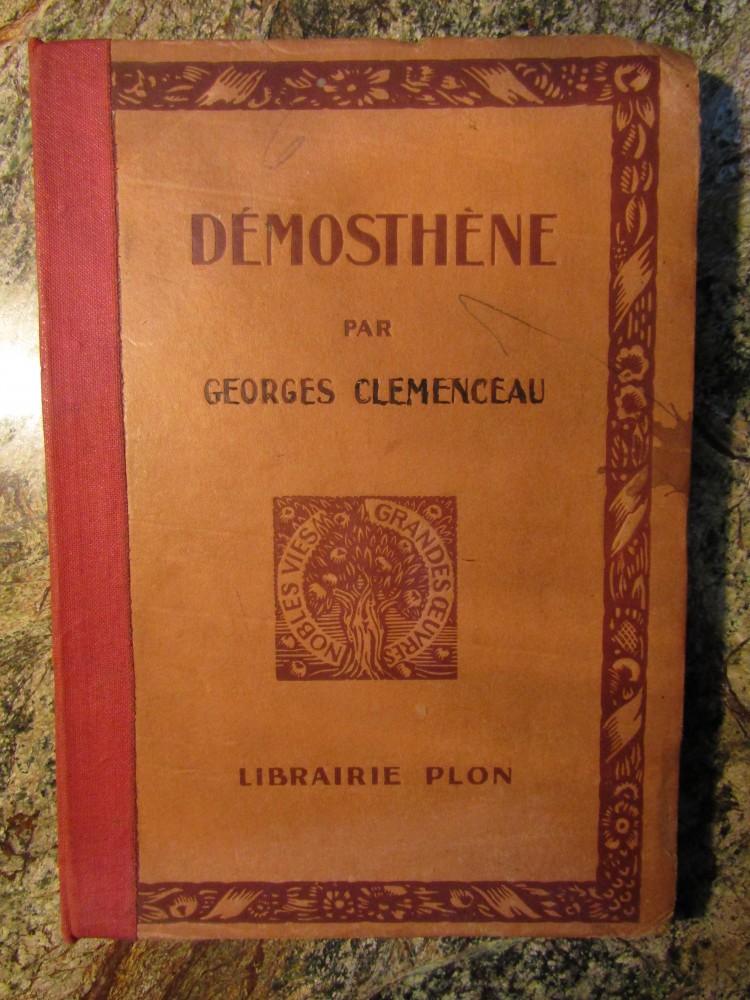 DÉMOSTHÈNE
PAR
GEORGES CLEMENCEAU
NOBLES VIES
GRANDES ŒUVRES
LIBRAIRIE PLON